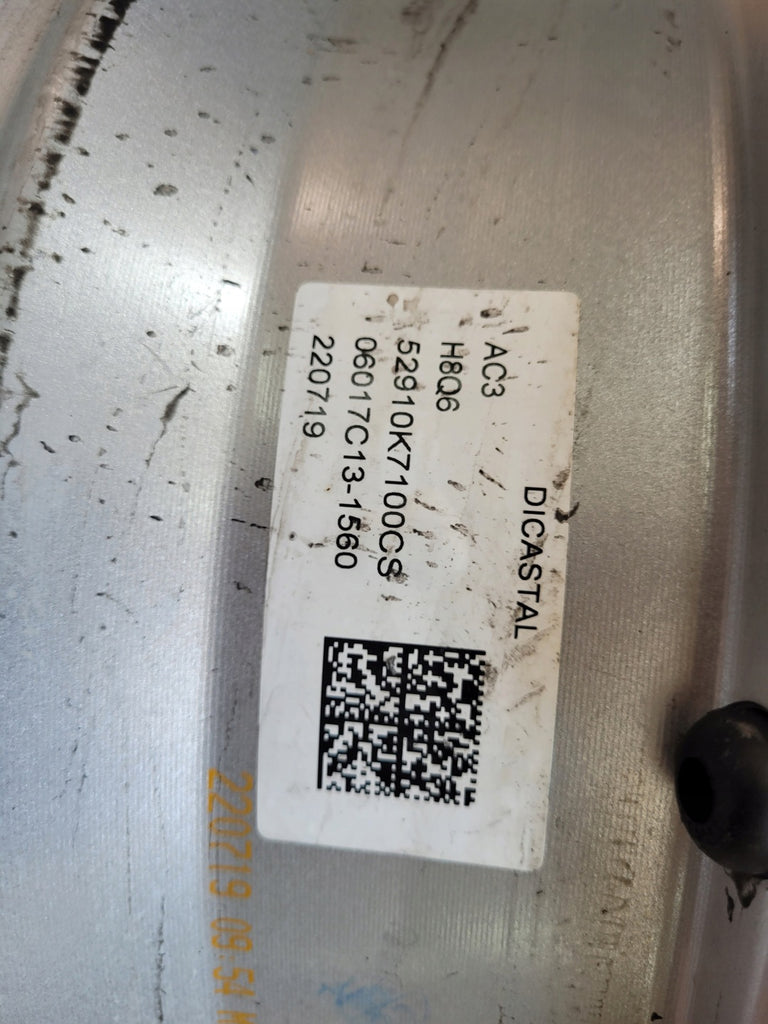 DICASTAL
AC3
H8Q6
52910K7100CS
06017C13-1560
220719
220719 09:54